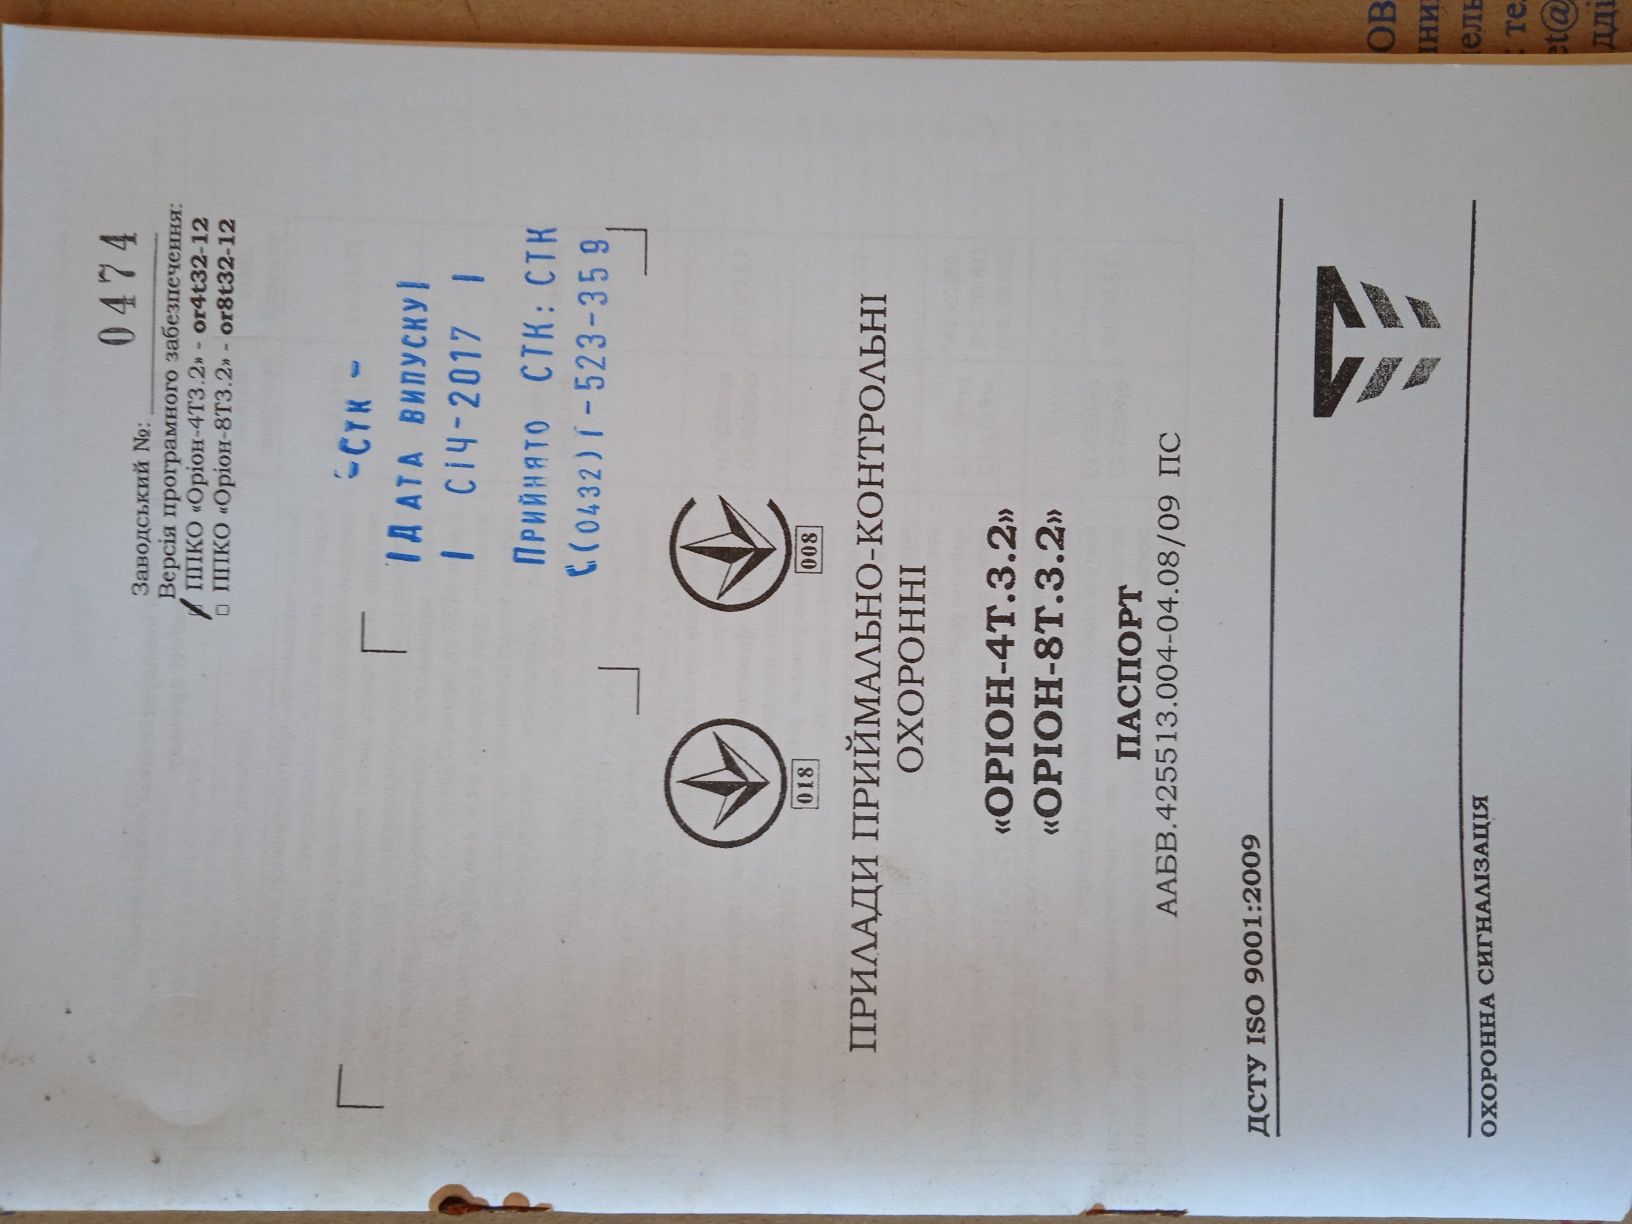 Заводський №: 0474
Версія програмного забезпечення:
ППКО «Оріон-4Т3.2» - or4t32-12
□ ППКО «Оріон-8Т3.2» - or8t32-12
-Стк-
|Дата випуску|
| Січ-2017 |
Прийнято СТК: СТК
(0432) 523-359
018
008
ПРИЛАДИ ПРИЙМАЛЬНО-КОНТРОЛЬНІ
ОХОРОННІ
«ОРІОН-4Т.3.2»
«ОРІОН-8Т.3.2»
ПАСПОРТ
ААБВ.425513.004-04.08/09 ПС
ДСТУ ISO 9001:2009
ОХОРОННА СИГНАЛІЗАЦІЯ